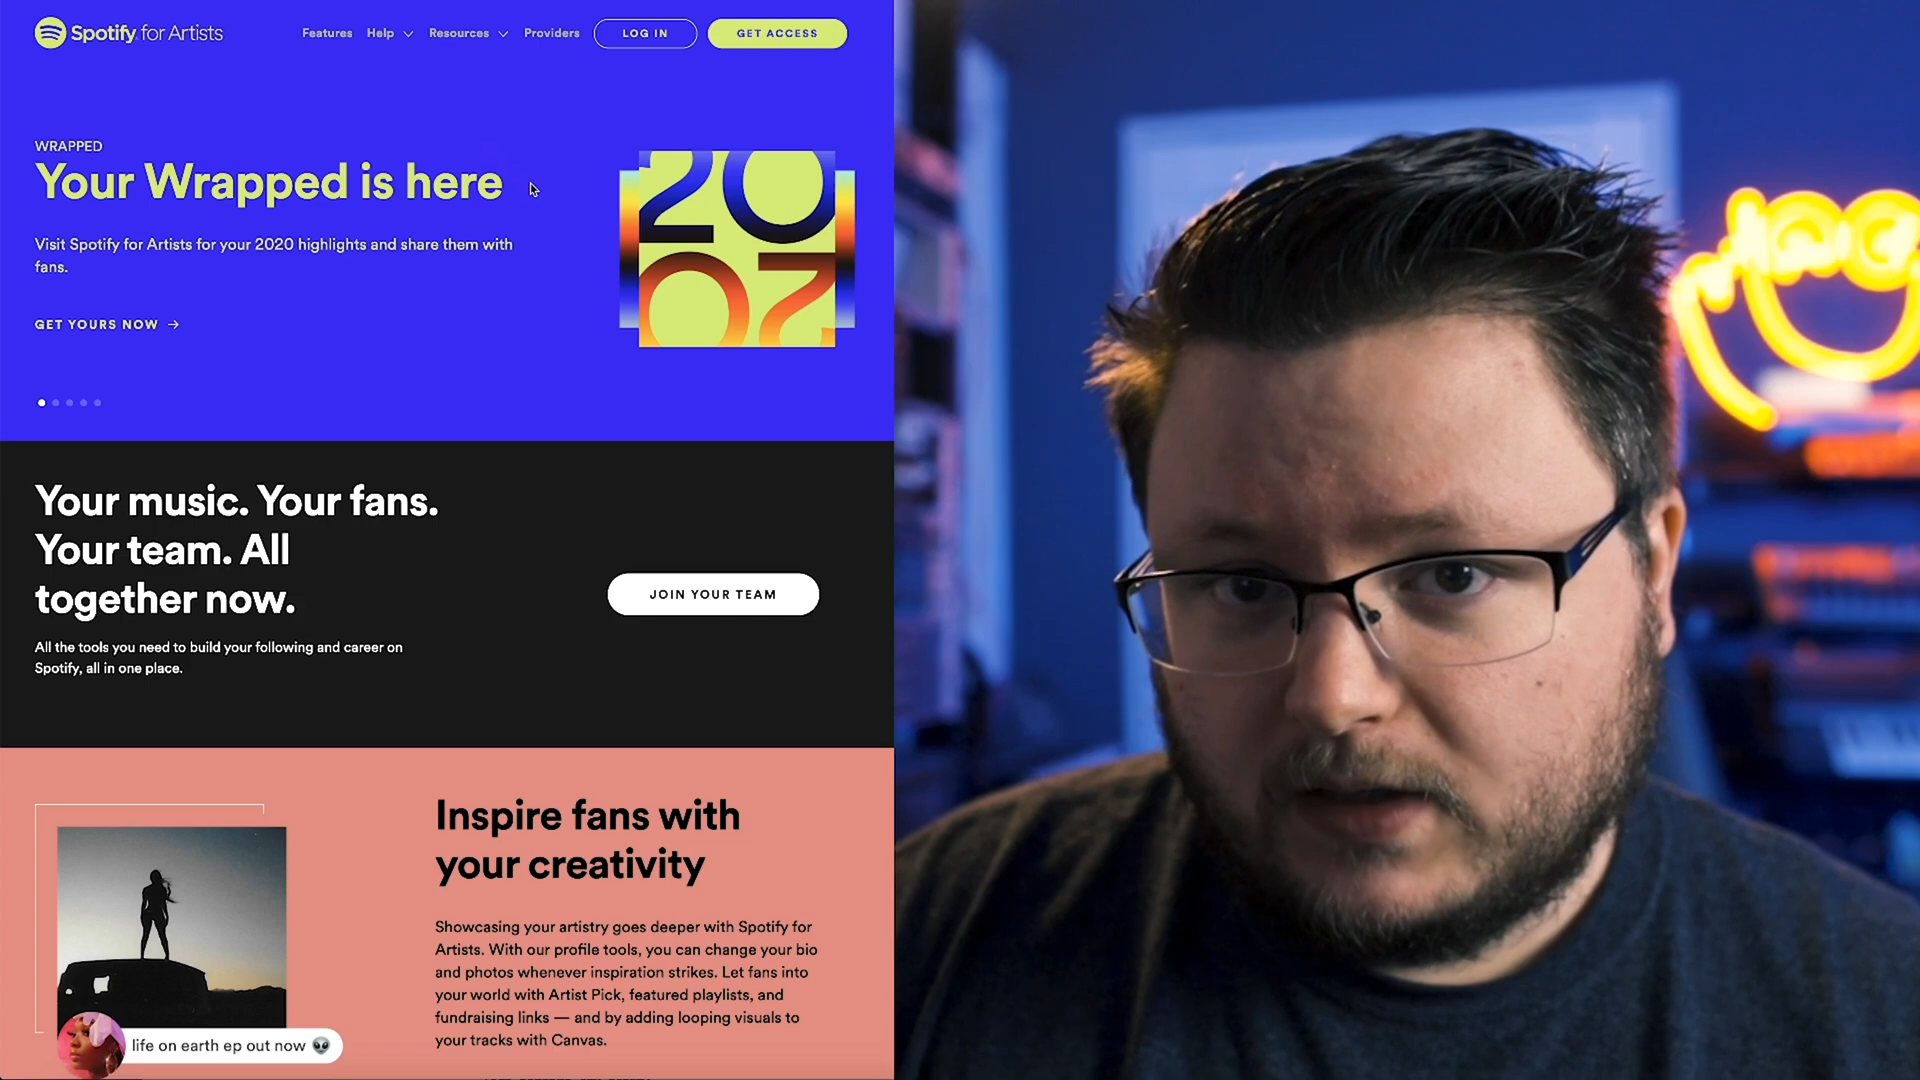 Spotify for Artists
Features Help Resources Providers LOG IN GET ACCESS
WRAPPED
Your Wrapped is here
Visit Spotify for Artists for your 2020 highlights and share them with
fans.
GET YOURS NOW →
20
02
Your music. Your fans.
Your team. All
together now.
All the tools you need to build your following and career on
Spotify, all in one place.
JOIN YOUR TEAM
Inspire fans with
your creativity
Showcasing your artistry goes deeper with Spotify for
Artists. With our profile tools, you can change your bio
and photos whenever inspiration strikes. Let fans into
your world with Artist Pick, featured playlists, and
fundraising links — and by adding looping visuals to
your tracks with Canvas.
life on earth ep out now 👽